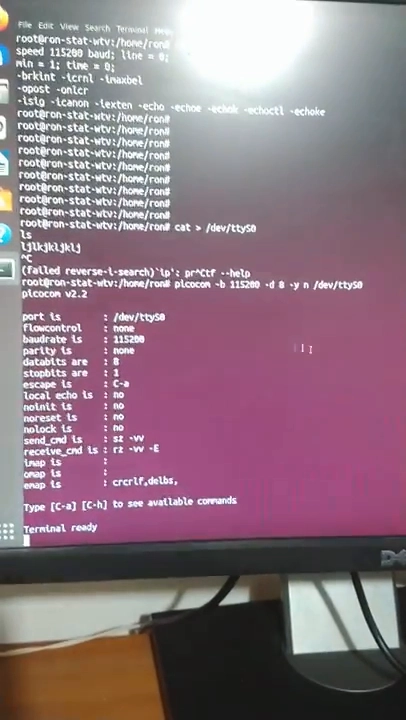 File Edit View Search Terminal Help
root@ron-stat-wtv:/home/ron#
speed 115200 baud; line = 0;
min = 1; time = 0;
-brkint -icrnl -imaxbel
-opost -onlcr
-isig -icanon -iexten -echo -echoe -echok -echoctl -echoke
root@ron-stat-wtv:/home/ron#
root@ron-stat-wtv:/home/ron#
root@ron-stat-wtv:/home/ron#
root@ron-stat-wtv:/home/ron#
root@ron-stat-wtv:/home/ron#
root@ron-stat-wtv:/home/ron#
root@ron-stat-wtv:/home/ron#
root@ron-stat-wtv:/home/ron#
root@ron-stat-wtv:/home/ron#
root@ron-stat-wtv:/home/ron# cat > /dev/ttyS0
ls
ljlkjkljklj
^C
(failed reverse-i-search)`ip': pr^Ctf --help
root@ron-stat-wtv:/home/ron# picocom -b 115200 -d 8 -y n /dev/ttyS0
picocom v2.2
port is : /dev/ttyS0
flowcontrol : none
baudrate is : 115200
parity is : none
databits are : 8
stopbits are : 1
escape is : C-a
local echo is : no
noinit is : no
noreset is : no
nolock is : no
send_cmd is : sz -vv
receive_cmd is : rz -vv -E
imap is :
omap is :
emap is : crcrlf,delbs,
Type [C-a] [C-h] to see available commands
Terminal ready